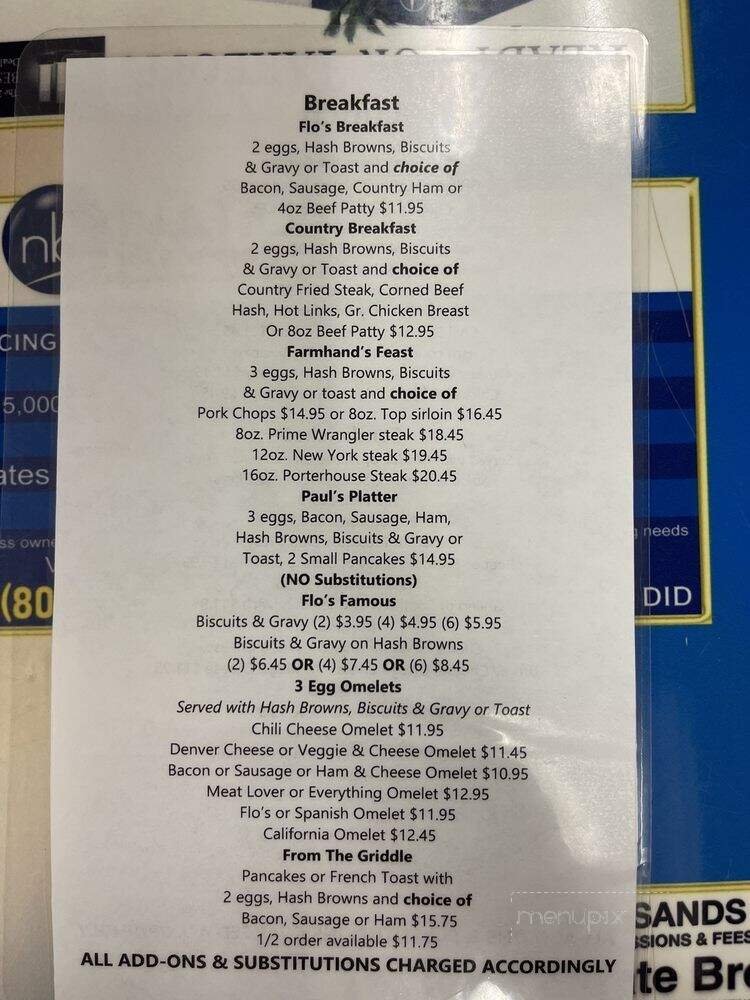 Breakfast
Flo's Breakfast
2 eggs, Hash Browns, Biscuits
& Gravy or Toast and choice of
Bacon, Sausage, Country Ham or
4oz Beef Patty $11.95
Country Breakfast
2 eggs, Hash Browns, Biscuits
& Gravy or Toast and choice of
Country Fried Steak, Corned Beef
Hash, Hot Links, Gr. Chicken Breast
Or 8oz Beef Patty $12.95
Farmhand's Feast
3 eggs, Hash Browns, Biscuits
& Gravy or toast and choice of
Pork Chops $14.95 or 8oz. Top sirloin $16.45
8oz. Prime Wrangler steak $18.45
12oz. New York steak $19.45
16oz. Porterhouse Steak $20.45
Paul's Platter
3 eggs, Bacon, Sausage, Ham,
Hash Browns, Biscuits & Gravy or
Toast, 2 Small Pancakes $14.95
(NO Substitutions)
Flo's Famous
Biscuits & Gravy (2) $3.95 (4) $4.95 (6) $5.95
Biscuits & Gravy on Hash Browns
(2) $6.45 OR (4) $7.45 OR (6) $8.45
3 Egg Omelets
Served with Hash Browns, Biscuits & Gravy or Toast
Chili Cheese Omelet $11.95
Denver Cheese or Veggie & Cheese Omelet $11.45
Bacon or Sausage or Ham & Cheese Omelet $10.95
Meat Lover or Everything Omelet $12.95
Flo's or Spanish Omelet $11.95
California Omelet $12.45
From The Griddle
Pancakes or French Toast with
2 eggs, Hash Browns and choice of
Bacon, Sausage or Ham $15.75
1/2 order available $11.75
ALL ADD-ONS & SUBSTITUTIONS CHARGED ACCORDINGLY
menupix
nb
CING
5,000
ates
ss owne
(80
needs
DID
SANDS
SSIONS & FEES
te Bro